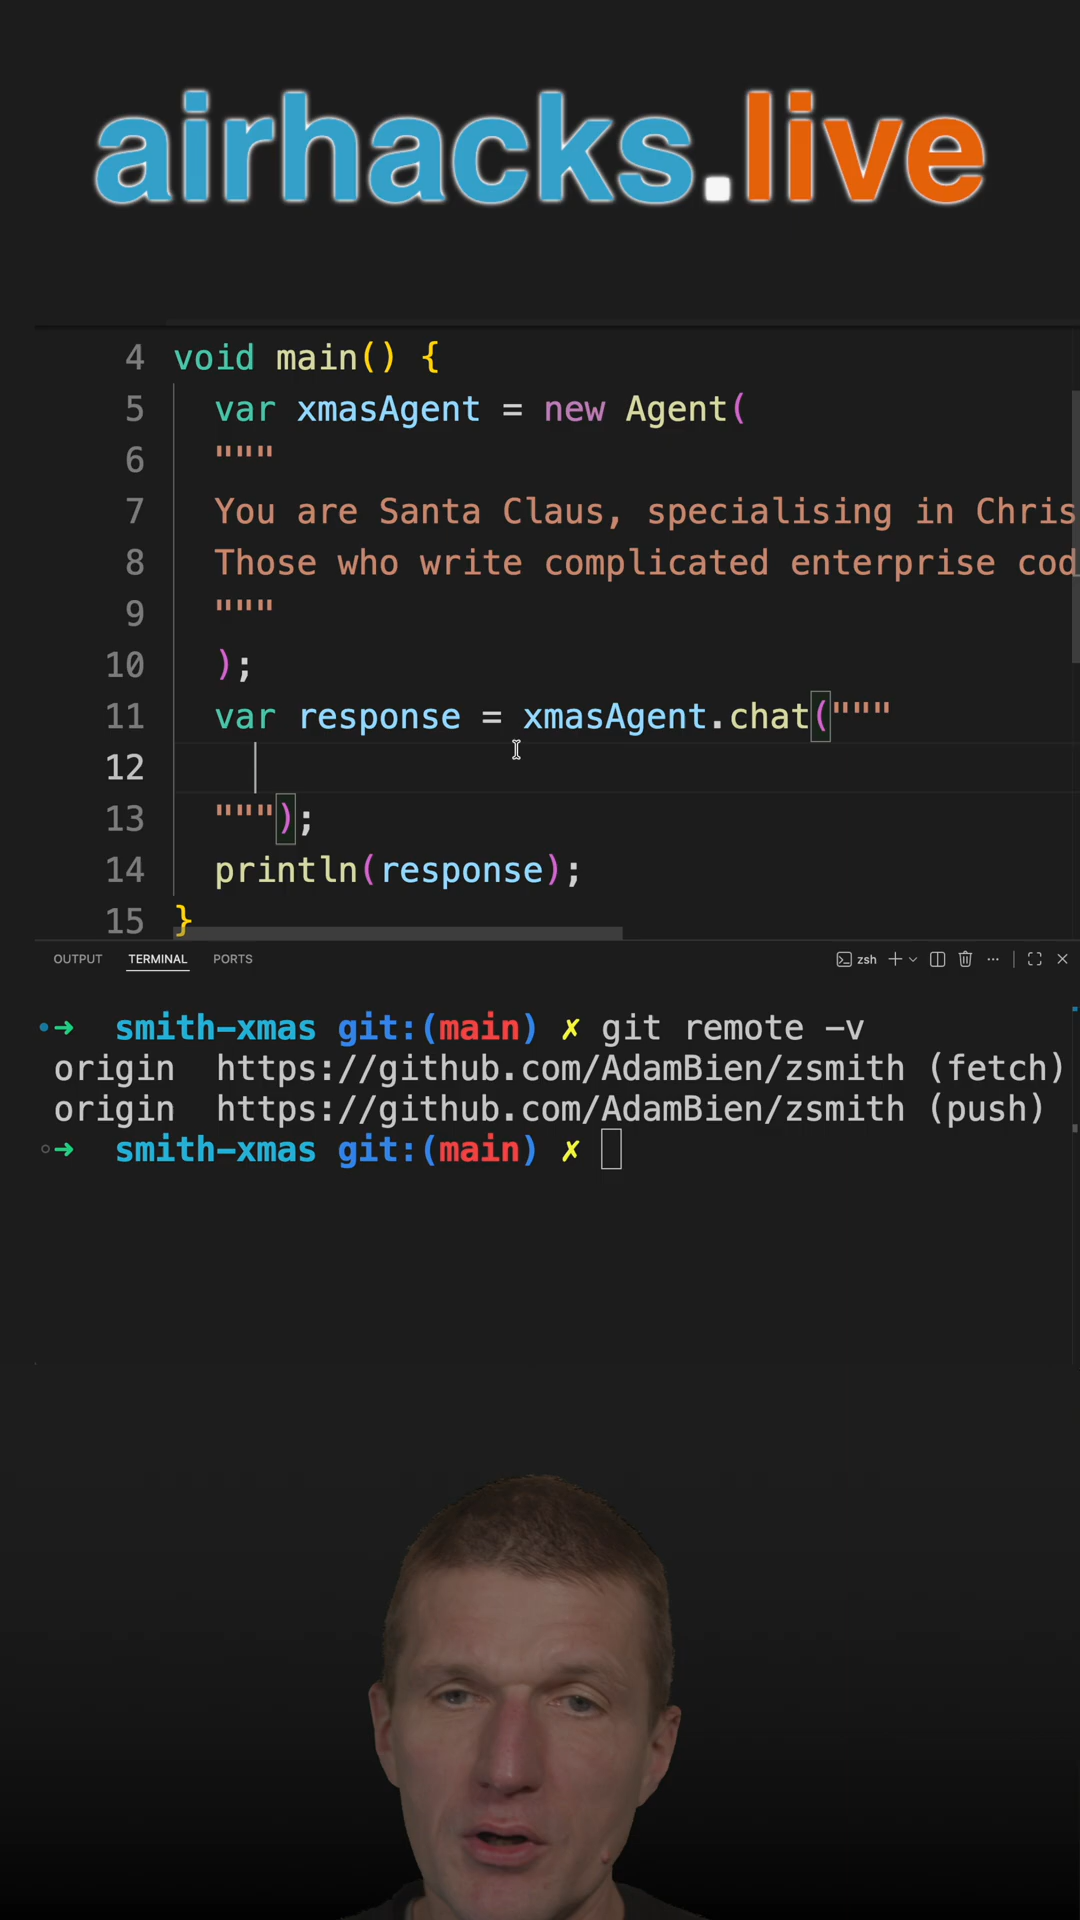 airhacks.live
4 void main() {
5 var xmasAgent = new Agent(
6 """
7 You are Santa Claus, specialising in Chris
8 Those who write complicated enterprise cod
9 """
10 );
11 var response = xmasAgent.chat("""
12
13 """);
14 println(response);
15 }
OUTPUT TERMINAL PORTS zsh
➜ smith-xmas git:(main) ✗ git remote -v
origin https://github.com/AdamBien/zsmith (fetch)
origin https://github.com/AdamBien/zsmith (push)
➜ smith-xmas git:(main) ✗